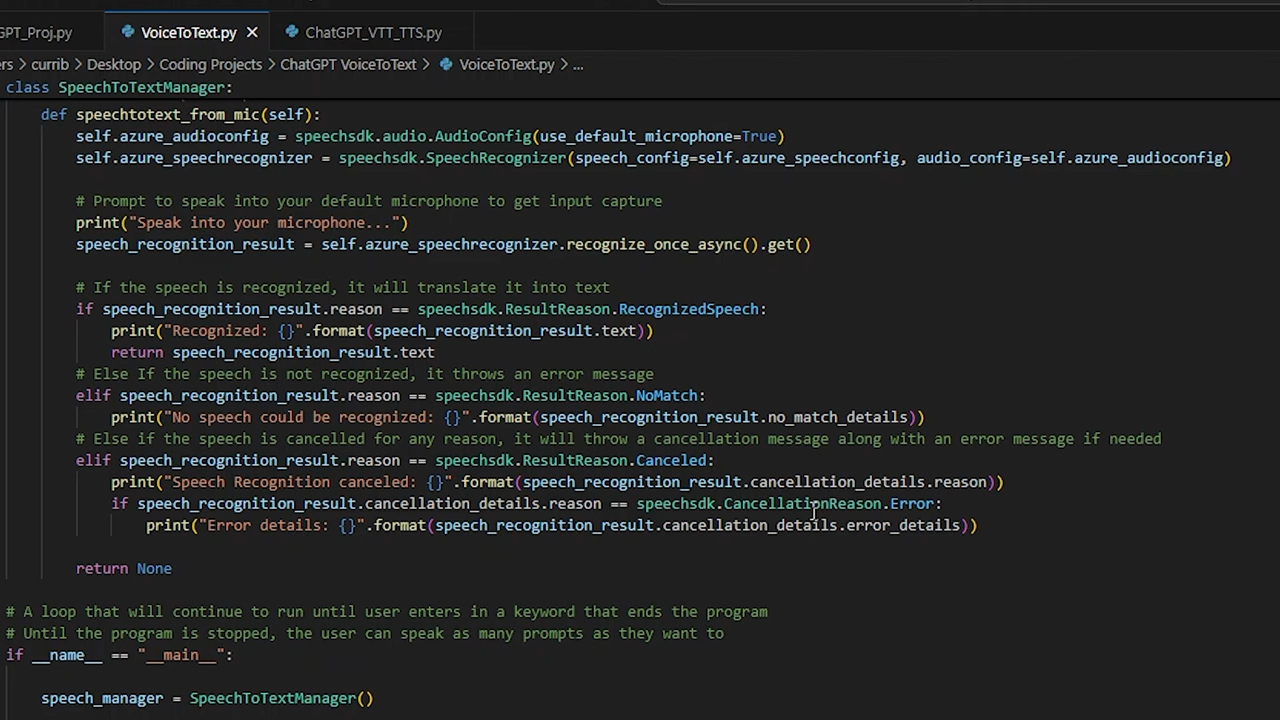 GPT_Proj.py
VoiceToText.py
ChatGPT_VTT_TTS.py
ers > currib > Desktop > Coding Projects > ChatGPT VoiceToText > VoiceToText.py > ...
class SpeechToTextManager:
def speechtotext_from_mic(self):
self.azure_audioconfig = speechsdk.audio.AudioConfig(use_default_microphone=True)
self.azure_speechrecognizer = speechsdk.SpeechRecognizer(speech_config=self.azure_speechconfig, audio_config=self.azure_audioconfig)
# Prompt to speak into your default microphone to get input capture
print("Speak into your microphone...")
speech_recognition_result = self.azure_speechrecognizer.recognize_once_async().get()
# If the speech is recognized, it will translate it into text
if speech_recognition_result.reason == speechsdk.ResultReason.RecognizedSpeech:
print("Recognized: {}".format(speech_recognition_result.text))
return speech_recognition_result.text
# Else If the speech is not recognized, it throws an error message
elif speech_recognition_result.reason == speechsdk.ResultReason.NoMatch:
print("No speech could be recognized: {}".format(speech_recognition_result.no_match_details))
# Else if the speech is cancelled for any reason, it will throw a cancellation message along with an error message if needed
elif speech_recognition_result.reason == speechsdk.ResultReason.Canceled:
print("Speech Recognition canceled: {}".format(speech_recognition_result.cancellation_details.reason))
if speech_recognition_result.cancellation_details.reason == speechsdk.CancellationReason.Error:
print("Error details: {}".format(speech_recognition_result.cancellation_details.error_details))
return None
# A loop that will continue to run until user enters in a keyword that ends the program
# Until the program is stopped, the user can speak as many prompts as they want to
if __name__ == "__main__":
speech_manager = SpeechToTextManager()